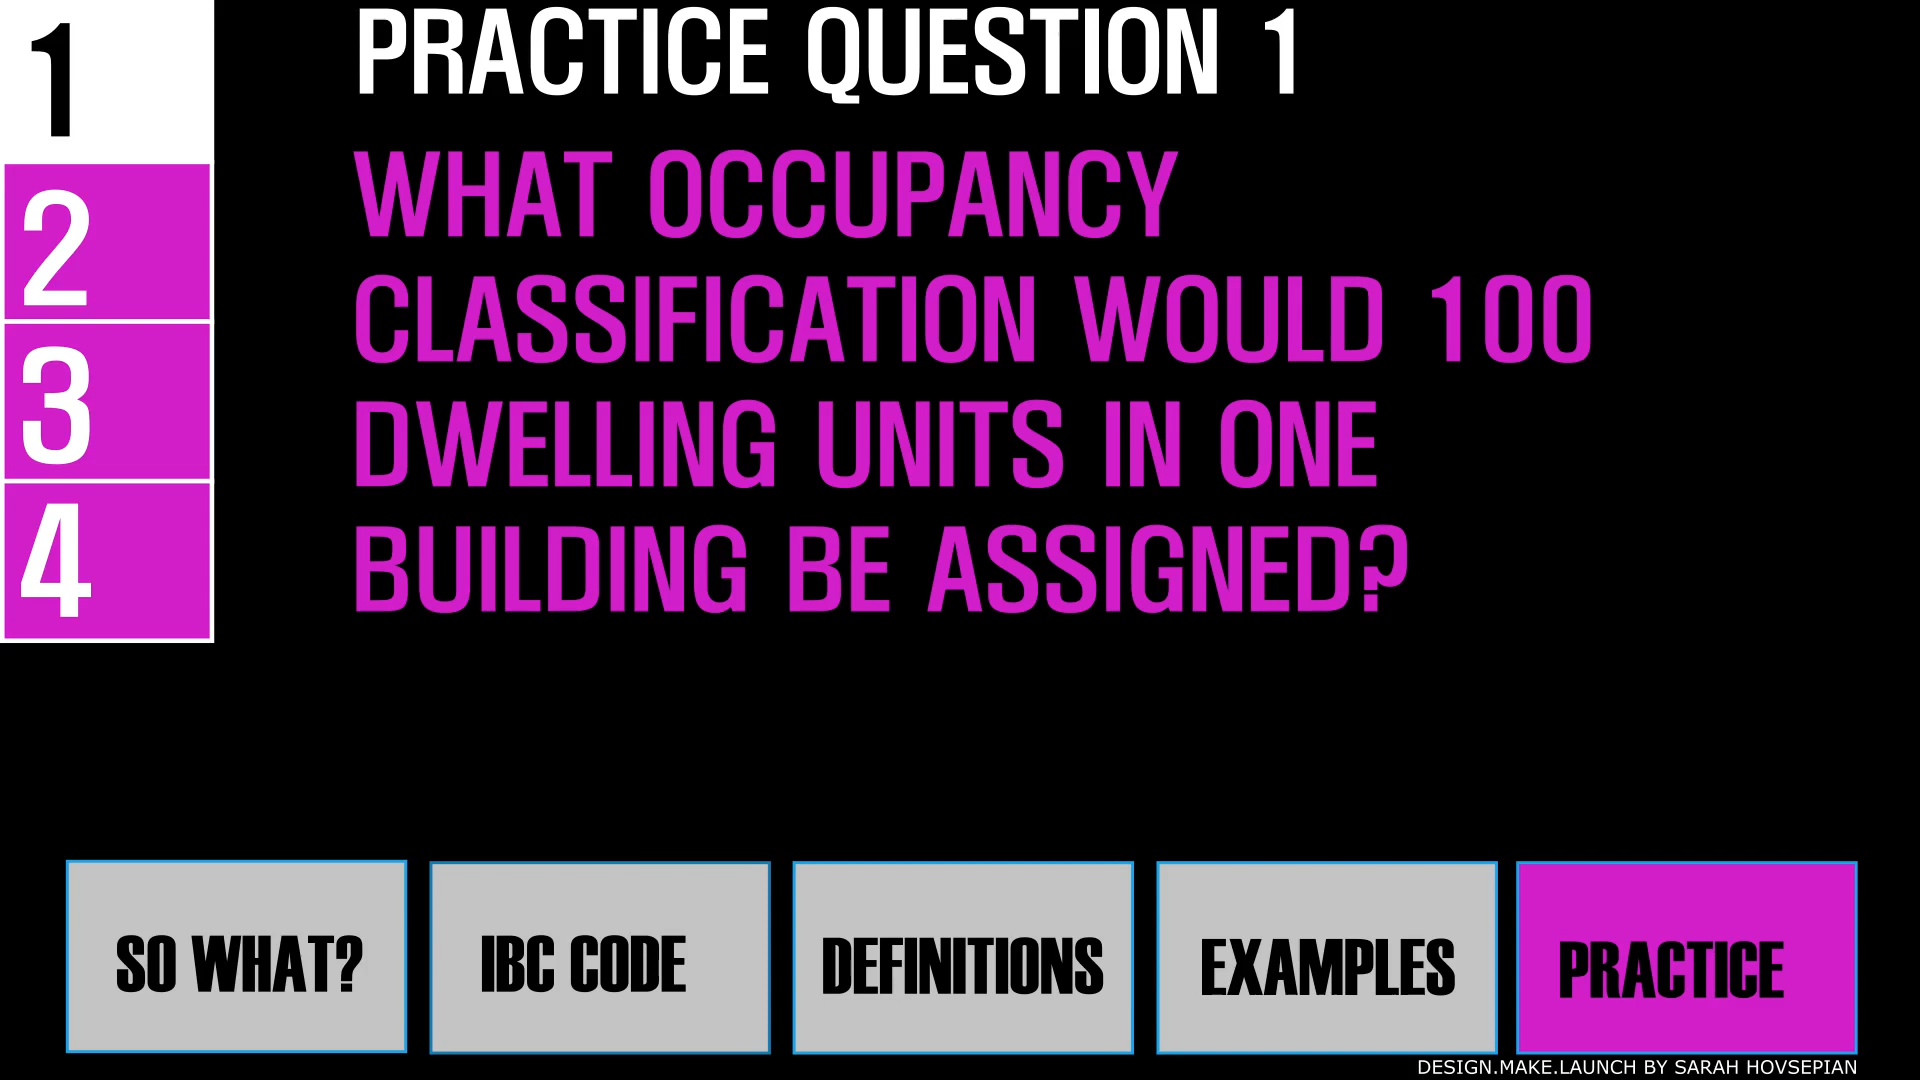 1
PRACTICE QUESTION 1
WHAT OCCUPANCY
CLASSIFICATION WOULD 100
DWELLING UNITS IN ONE
BUILDING BE ASSIGNED?
2
3
4
SO WHAT?
IBC CODE
DEFINITIONS
EXAMPLES
PRACTICE
DESIGN.MAKE.LAUNCH BY SARAH HOVSEPIAN